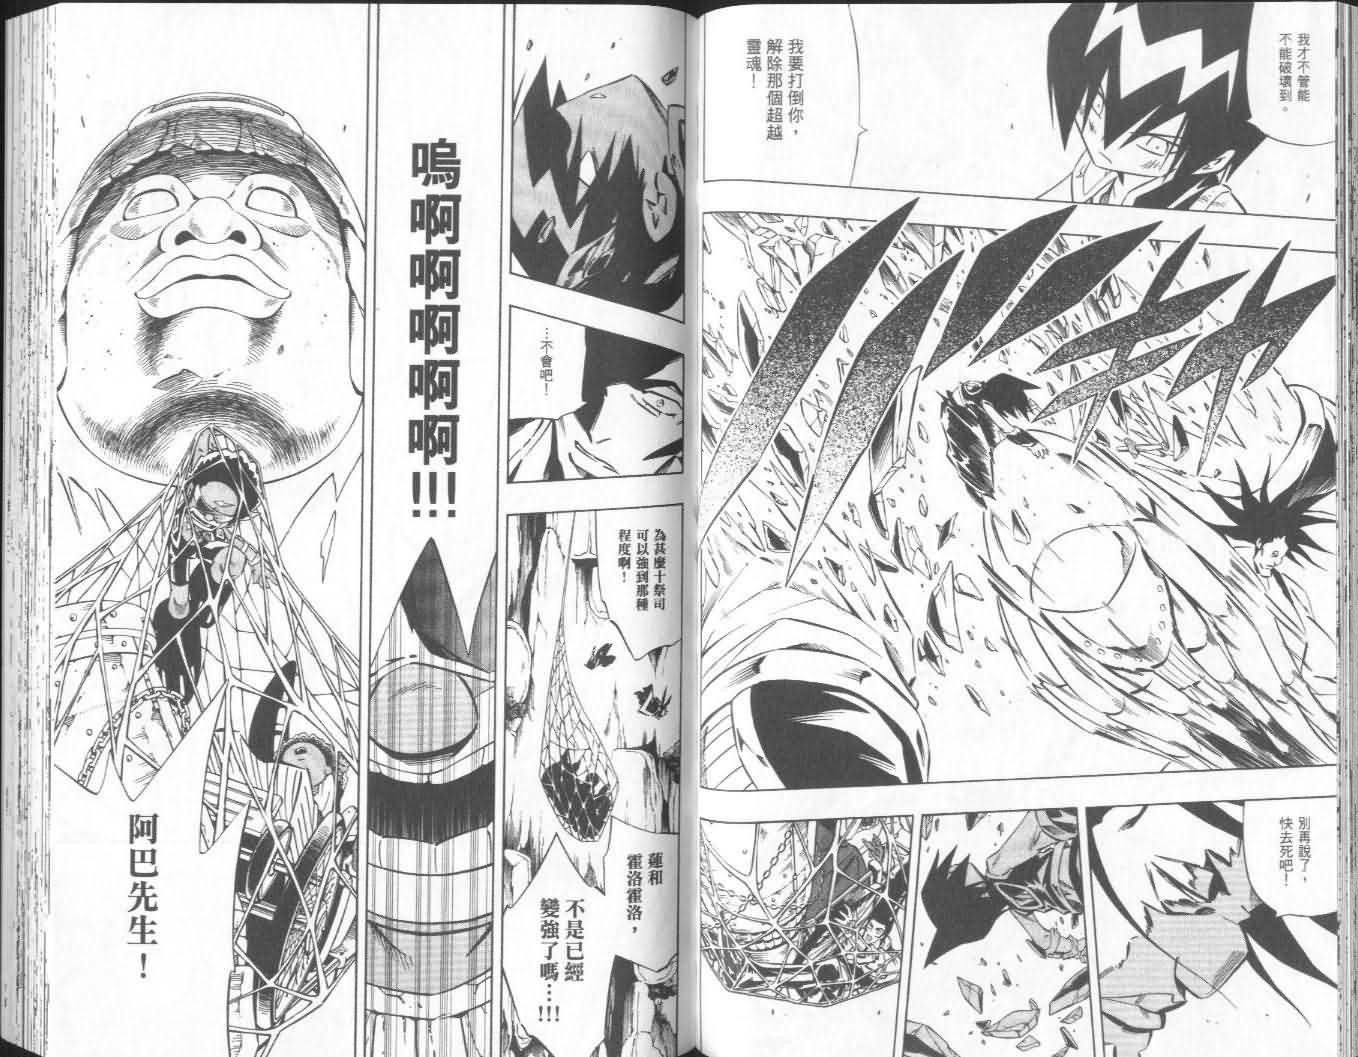 我才不管能
不能破壞到。
我要打倒你，
解除那個超越
靈魂！
別再說了，
快去死吧！
…不會吧！
為甚麼十祭司
可以強到那種
程度啊！
蓮和
霍洛霍洛，
不是已經
變強了嗎…!!!
嗚啊啊啊啊啊!!!
阿巴先生！